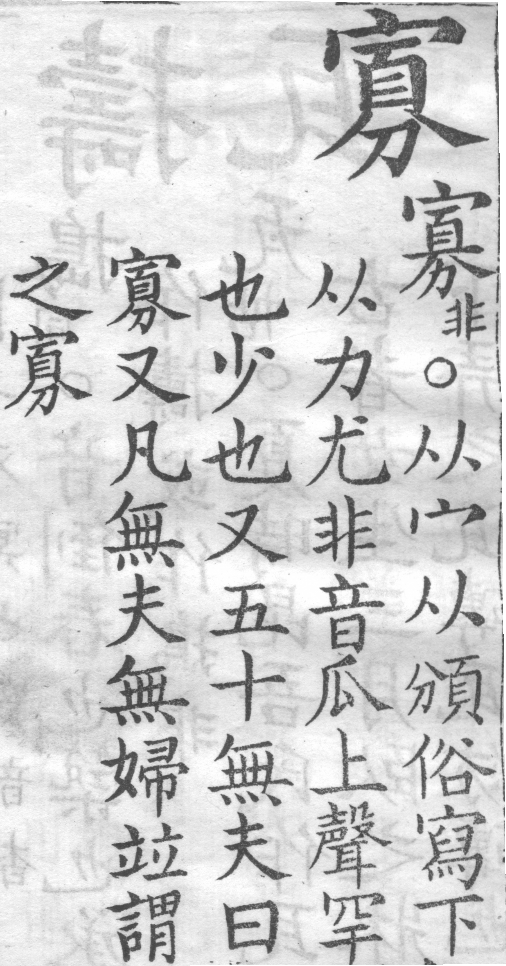 寡
寡非。从宀从頒俗寫下
从力尤非音瓜上聲罕
也少也又五十無夫曰
寡又凡無夫無婦竝謂
之寡